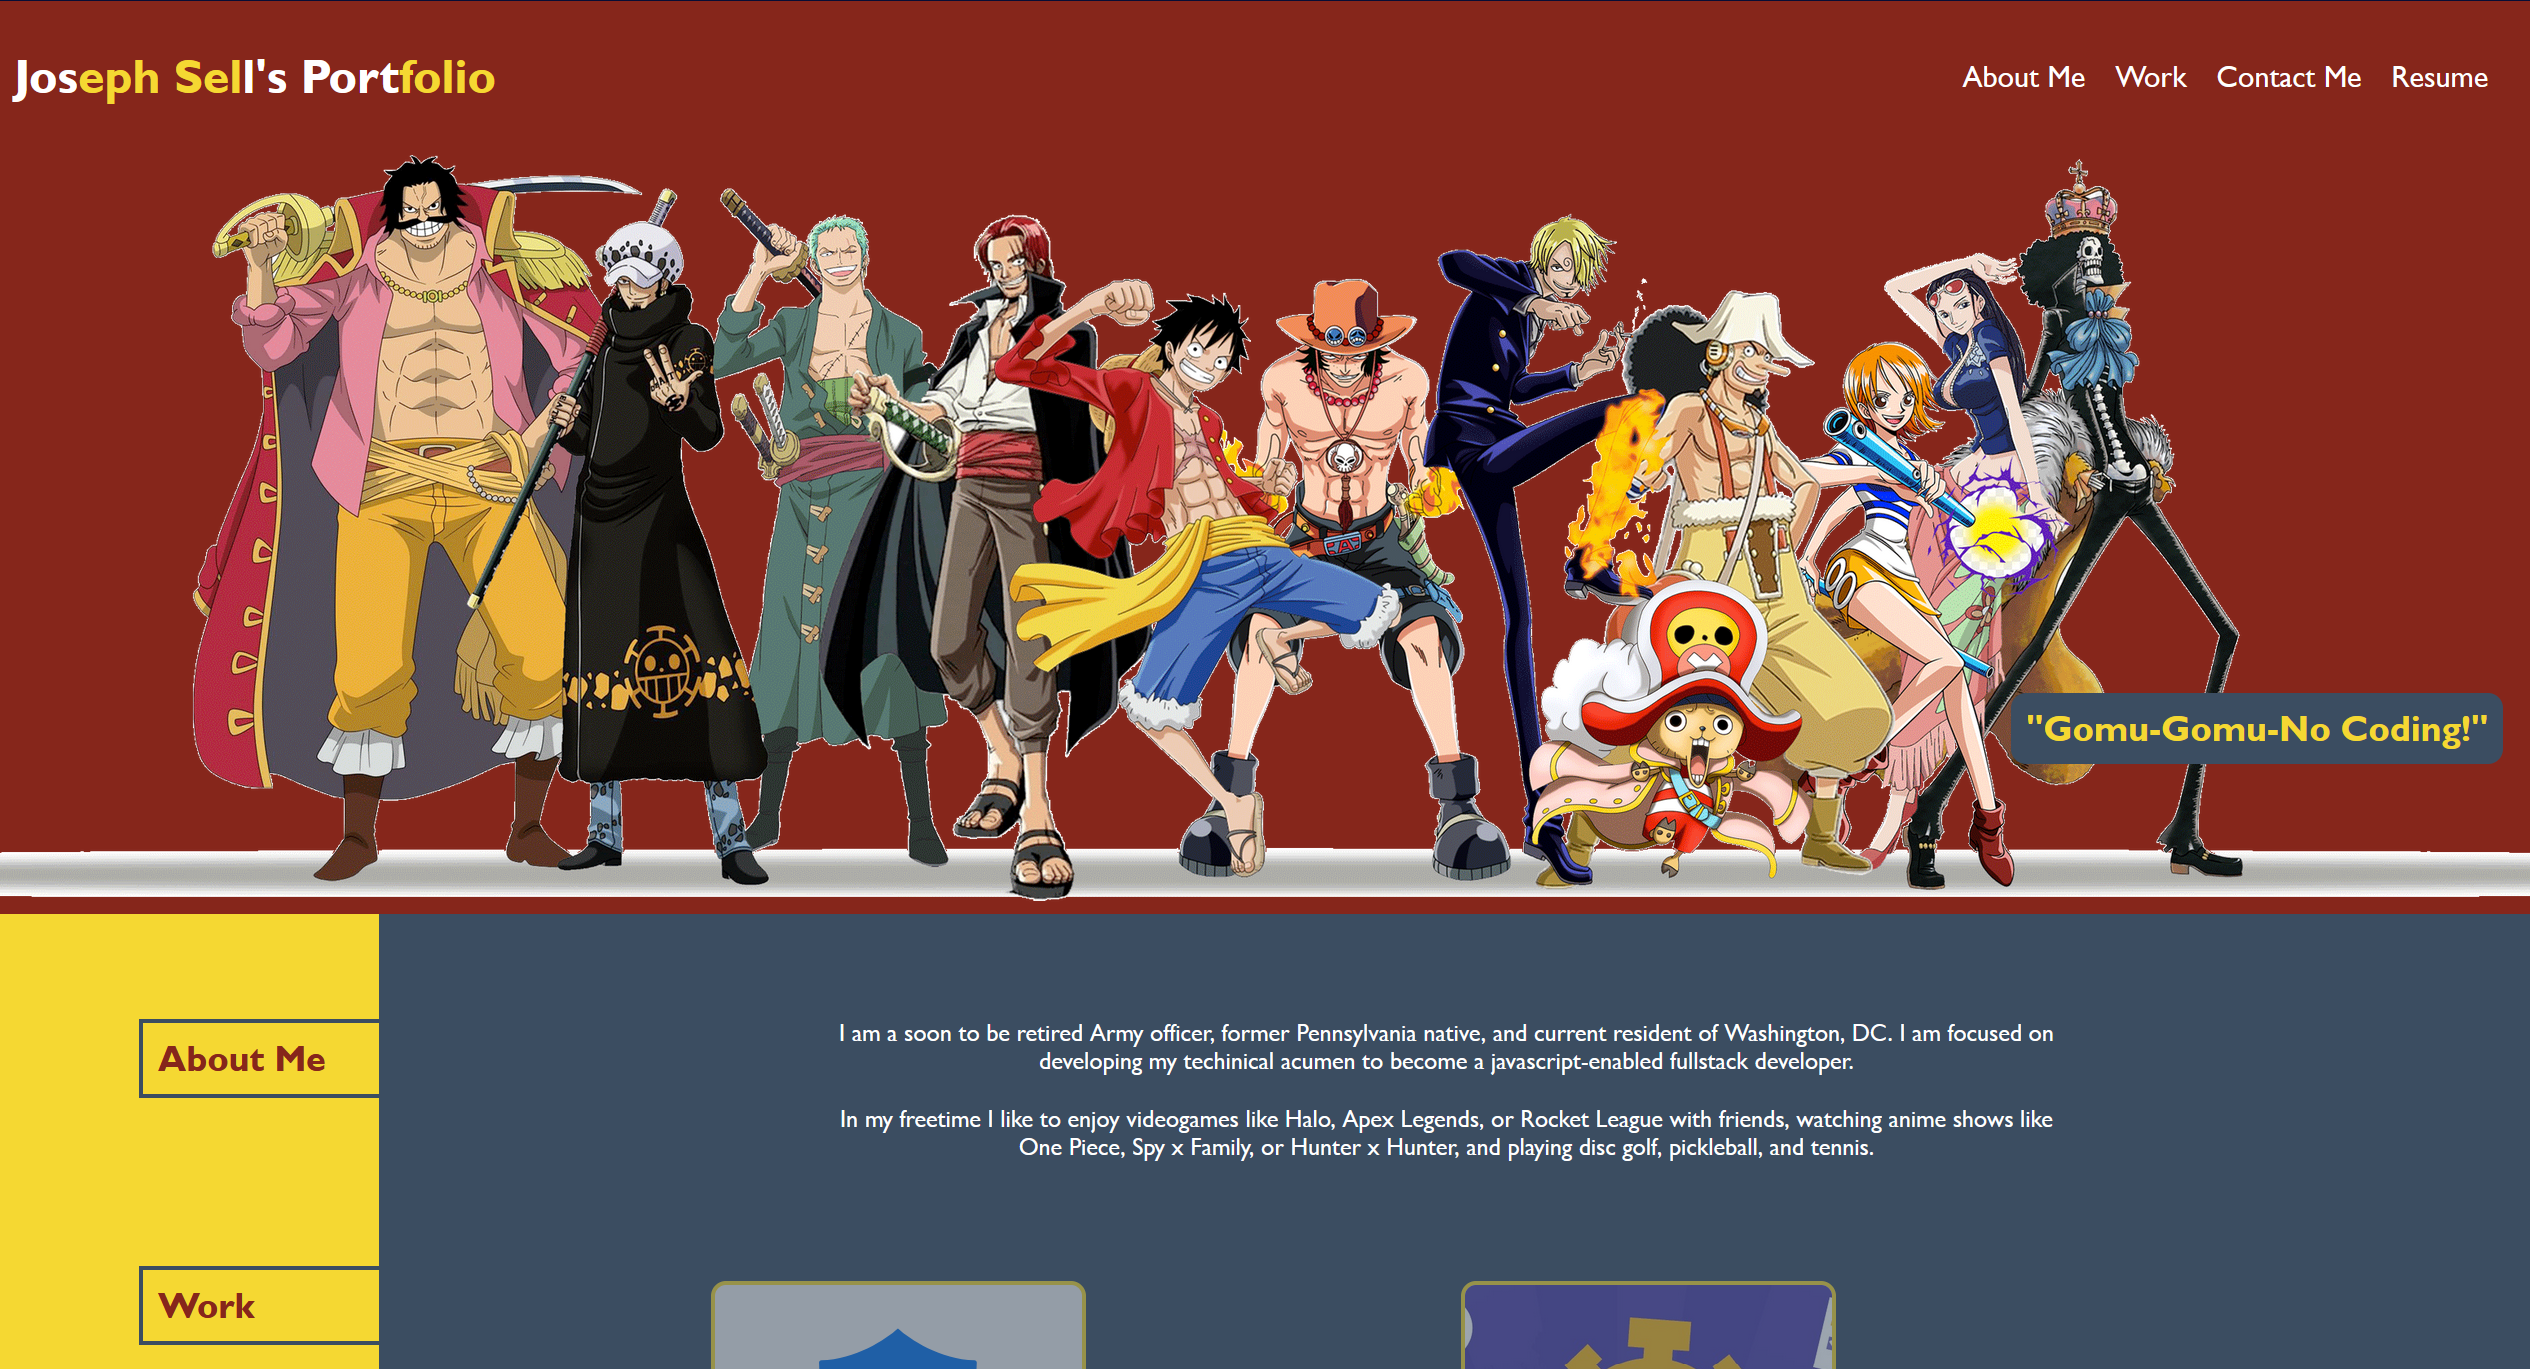 Joseph Sell's Portfolio
About Me Work Contact Me Resume
"Gomu-Gomu-No Coding!"
About Me
I am a soon to be retired Army officer, former Pennsylvania native, and current resident of Washington, DC. I am focused on
developing my techinical acumen to become a javascript-enabled fullstack developer.
In my freetime I like to enjoy videogames like Halo, Apex Legends, or Rocket League with friends, watching anime shows like
One Piece, Spy x Family, or Hunter x Hunter, and playing disc golf, pickleball, and tennis.
Work